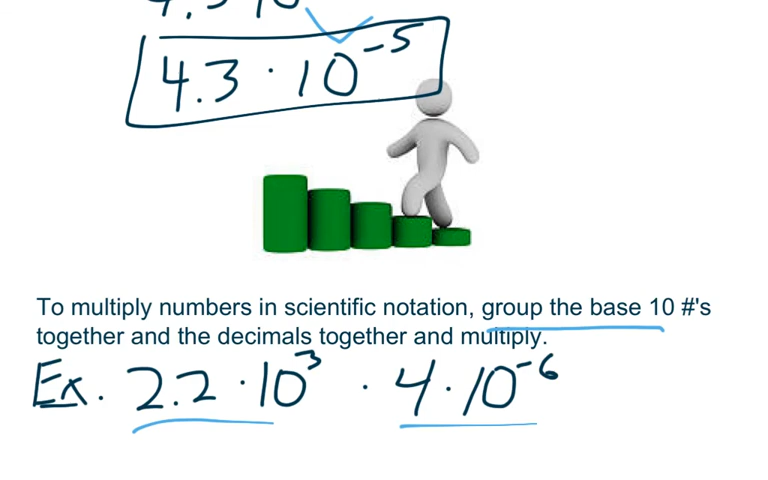 4.3 · 10⁻⁵
To multiply numbers in scientific notation, group the base 10 #'s
together and the decimals together and multiply.
Ex. 2.2 · 10³ · 4 · 10⁻⁶